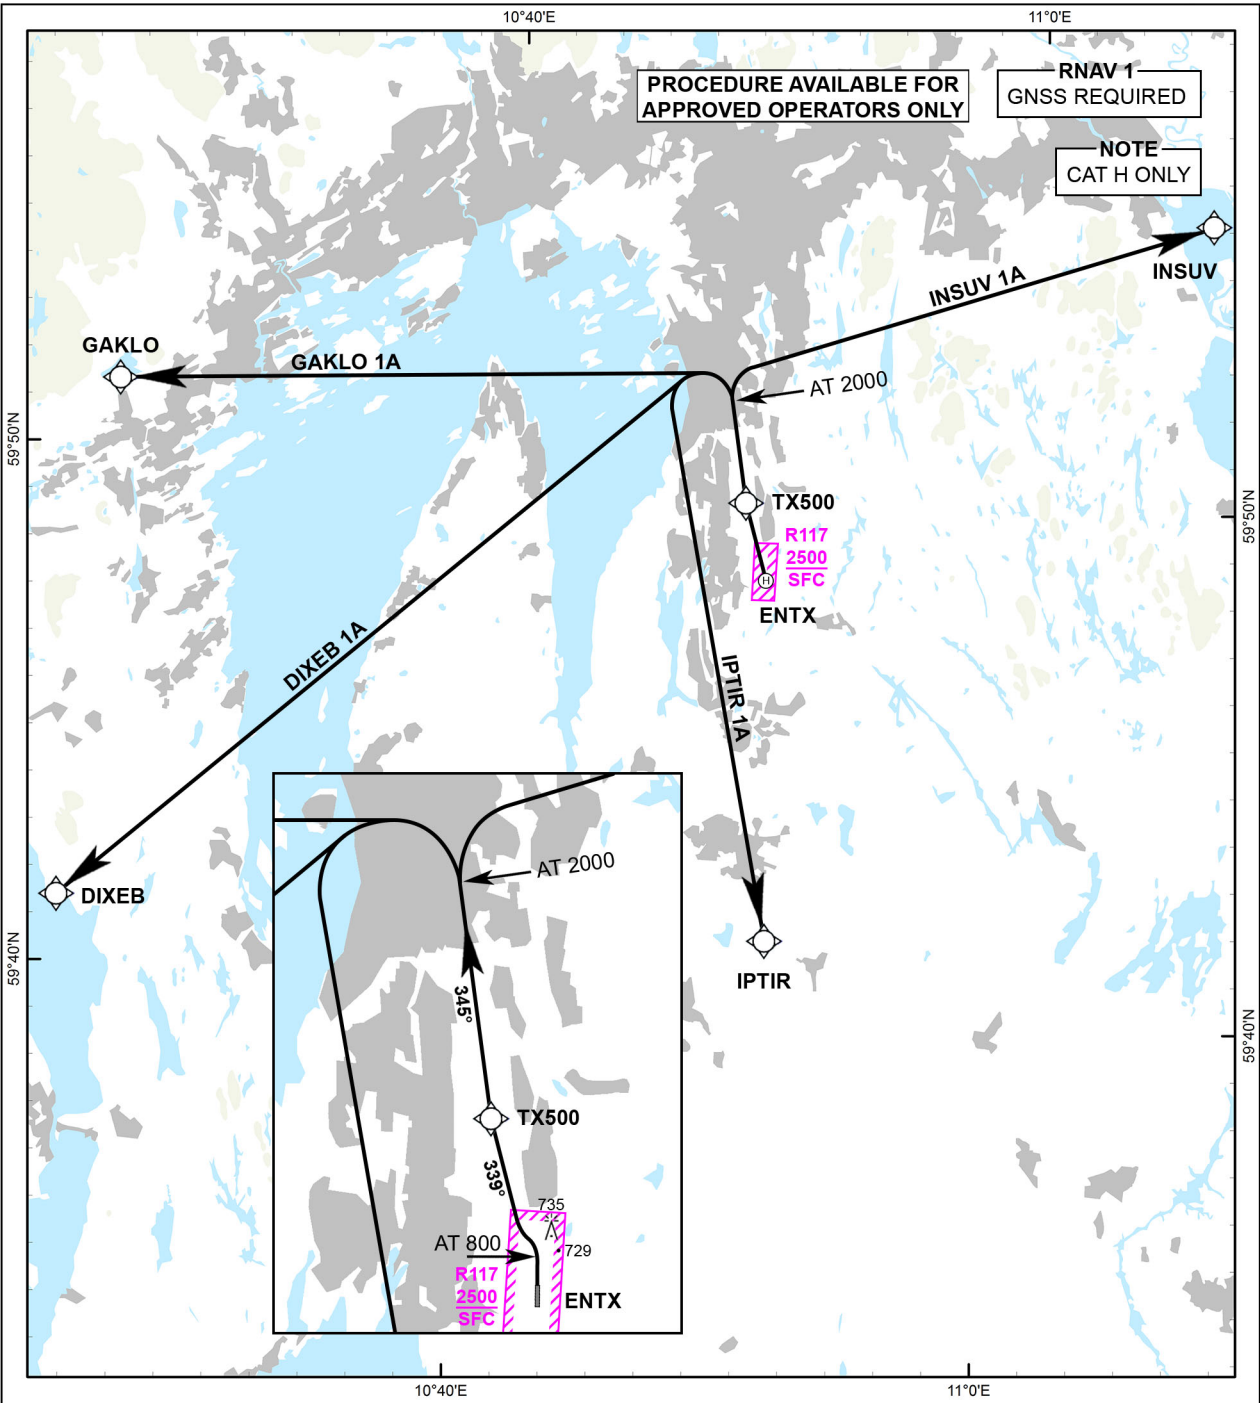 10°40'E
11°0'E
PROCEDURE AVAILABLE FOR
APPROVED OPERATORS ONLY
RNAV 1
GNSS REQUIRED
NOTE
CAT H ONLY
INSUV
INSUV 1A
GAKLO
GAKLO 1A
AT 2000
59°50'N
TX500
59°50'N
R117
2500
SFC
H
ENTX
DIXEB 1A
IPTIR 1A
DIXEB
AT 2000
59°40'N
IPTIR
345°
59°40'N
TX500
339°
735
AT 800
729
R117
2500
SFC
ENTX
10°40'E
11°0'E